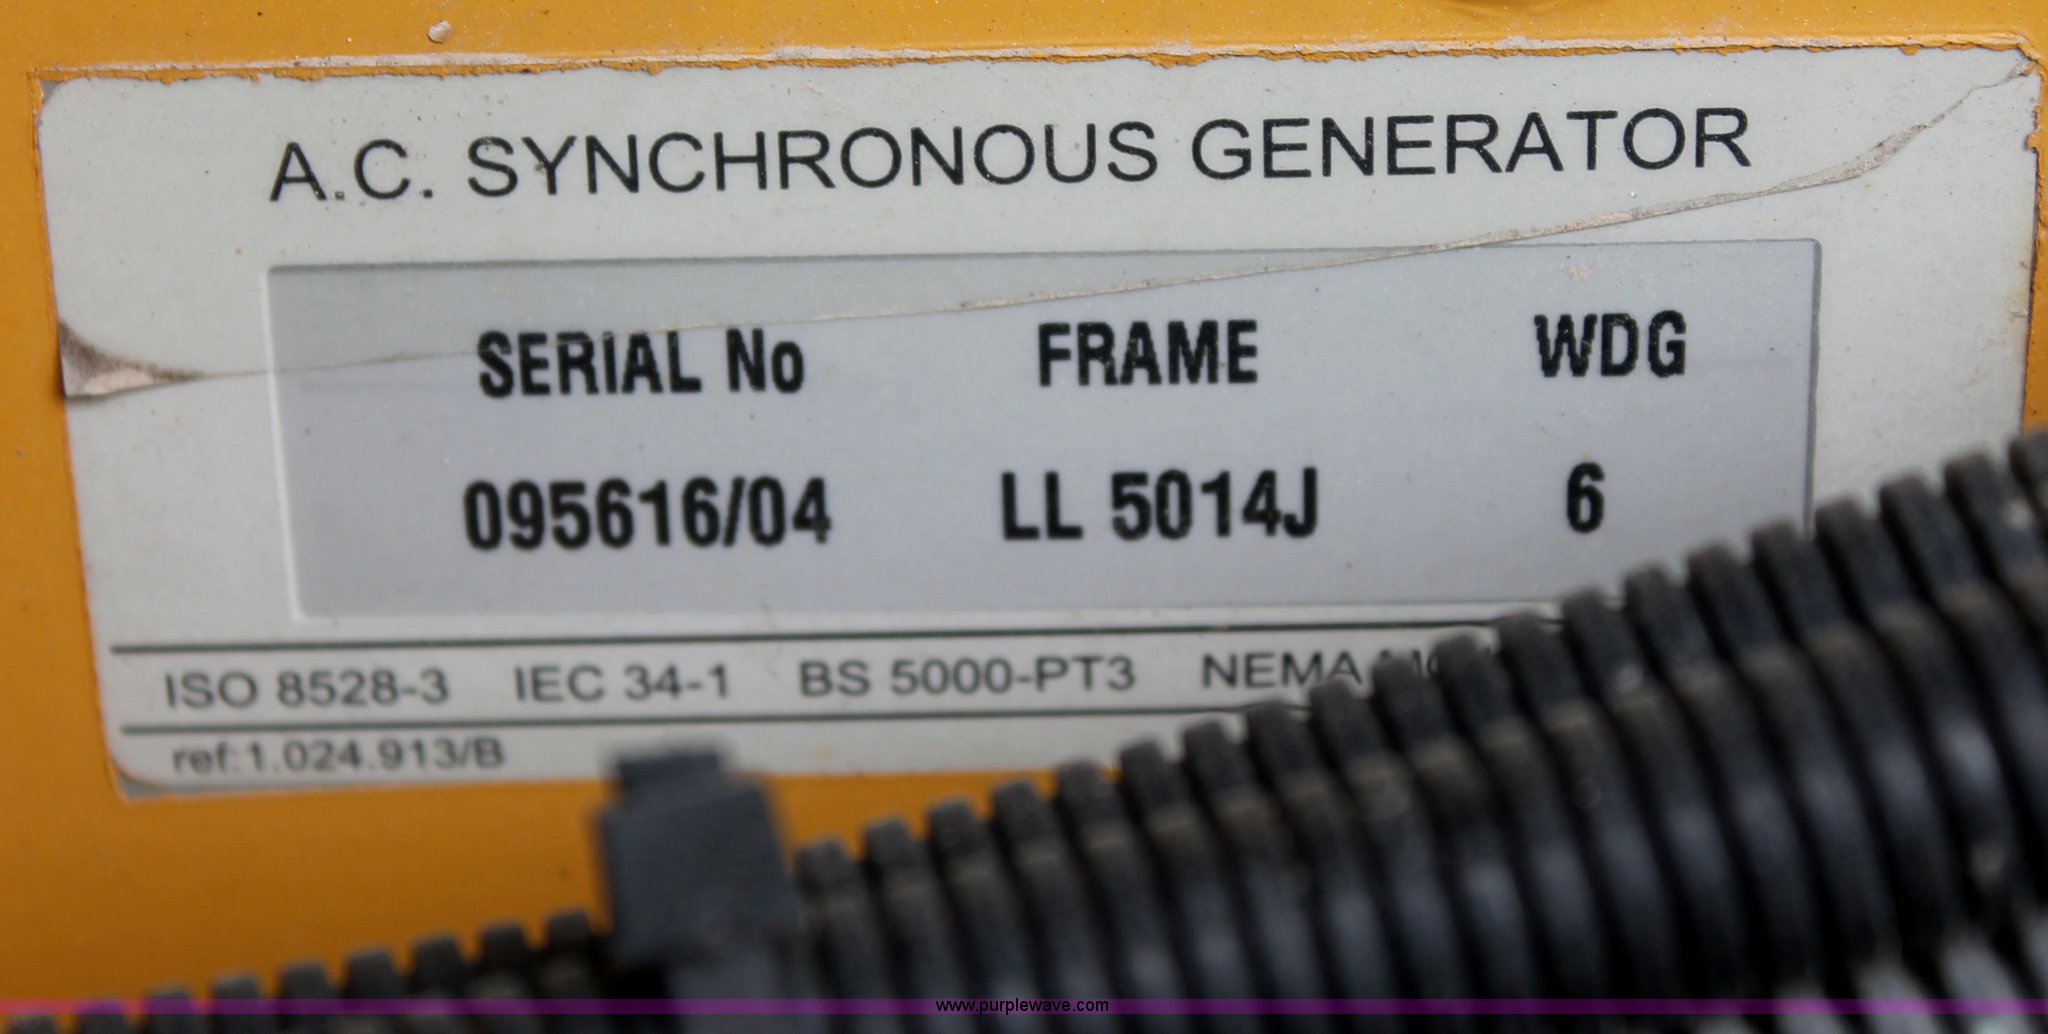 A.C. SYNCHRONOUS GENERATOR
SERIAL No FRAME WDG
095616/04 LL 5014J 6
ISO 8528-3 IEC 34-1 BS 5000-PT3 NEMA
ref:1.024.913/B
www.purplewave.com